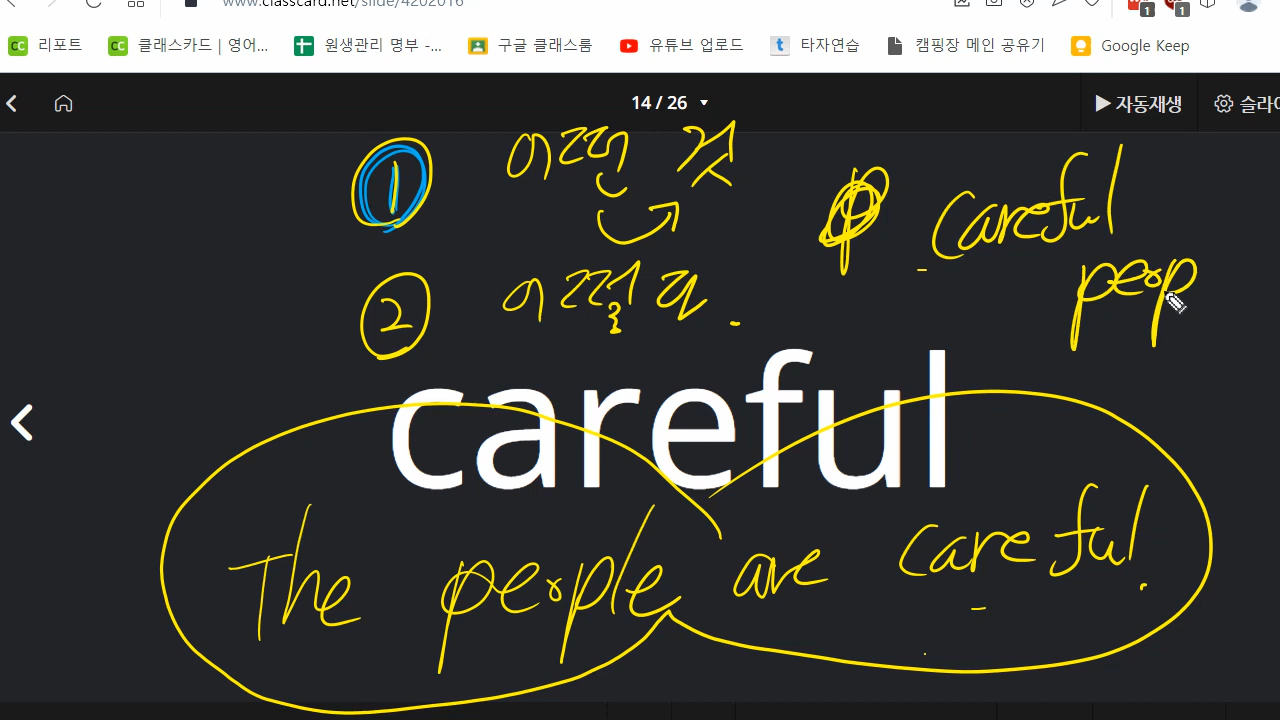 www.classcard.net/slide/4202016
리포트 클래스카드 | 영어... 원생관리 명부 -... 구글 클래스룸 유튜브 업로드 타자연습 캠핑장 메인 공유기 Google Keep
14 / 26 자동재생 슬라이
1 어떤 것
careful
peop
2 어떻다.
careful
The people are careful.